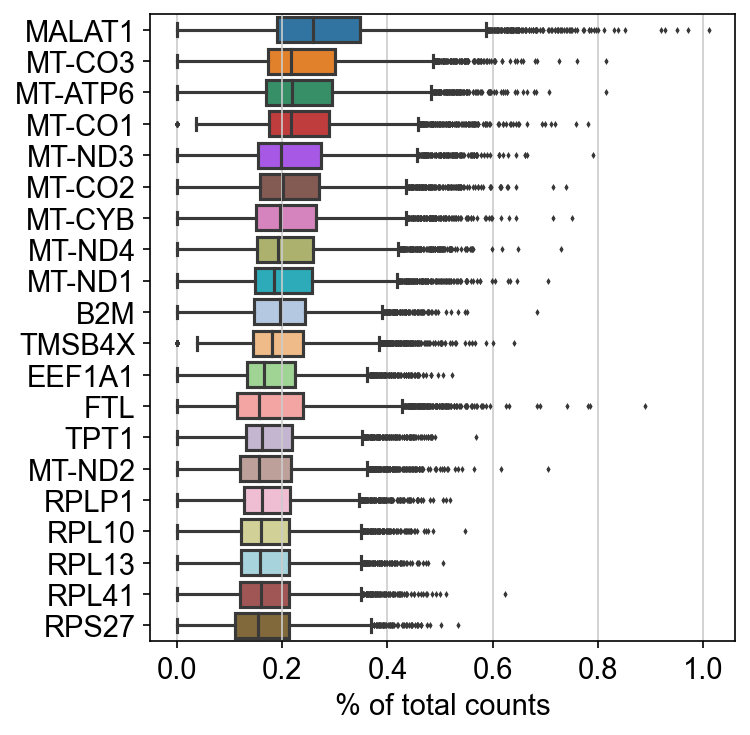 MALAT1
MT-CO3
MT-ATP6
MT-CO1
MT-ND3
MT-CO2
MT-CYB
MT-ND4
MT-ND1
B2M
TMSB4X
EEF1A1
FTL
TPT1
MT-ND2
RPLP1
RPL10
RPL13
RPL41
RPS27
0.0 0.2 0.4 0.6 0.8 1.0
% of total counts